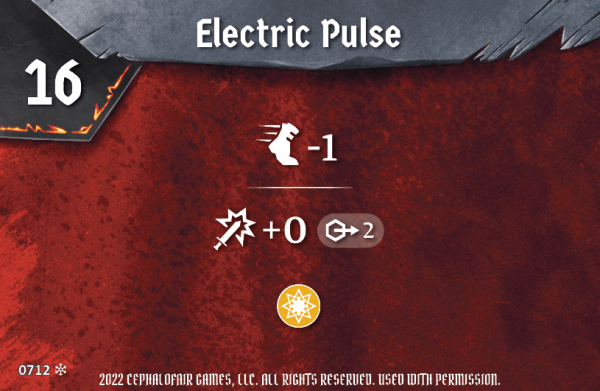 Electric Pulse
16
-1
+0 2
0712
2022 CEPHALOFAIR GAMES, LLC. ALL RIGHTS RESERVED. USED WITH PERMISSION.